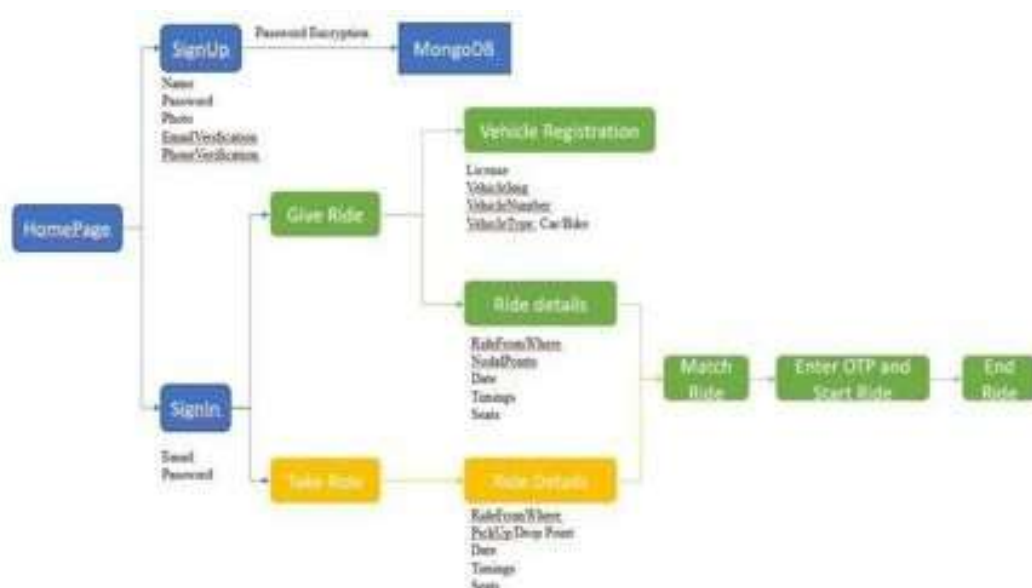 SignUp
Password Encryption
MongoDB
Name
Password
Photo
EmailVerification
PhoneVerification
Vehicle Registration
License
VehicleNumber
VehicleType: Car/Bike
HomePage
Give Ride
Ride details
RideFromWhere
NodalPoints
Date
Timings
Seats
Match
Ride
Enter OTP and
Start Ride
End
Ride
SignIn
Email
Password
Take Ride
Ride Details
RideFromWhere
PickUp/Drop Point
Date
Timings
Seats